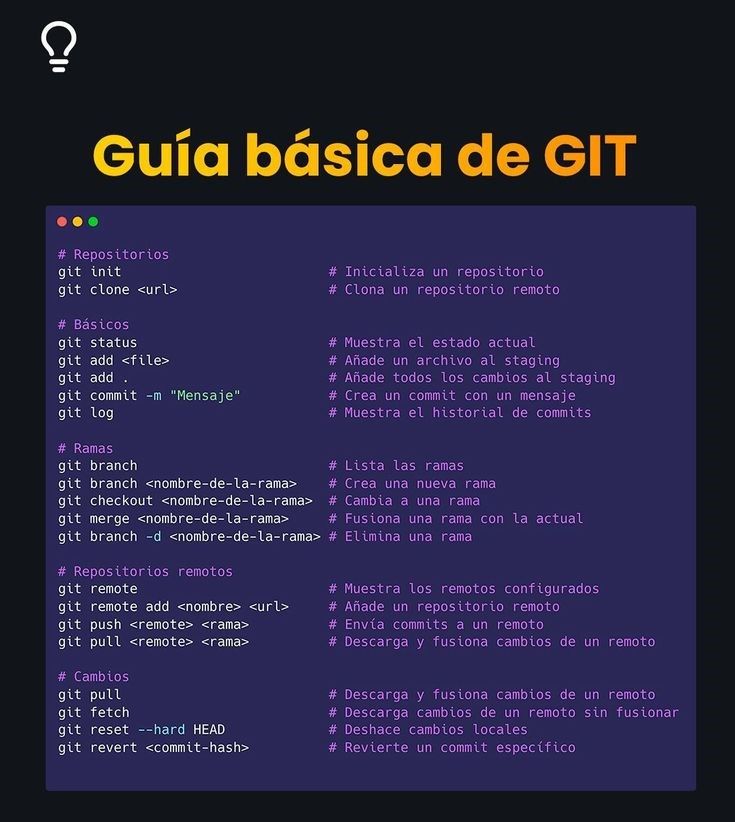 Guía básica de GIT
# Repositorios
git init # Inicializa un repositorio
git clone <url> # Clona un repositorio remoto
# Básicos
git status # Muestra el estado actual
git add <file> # Añade un archivo al staging
git add . # Añade todos los cambios al staging
git commit -m "Mensaje" # Crea un commit con un mensaje
git log # Muestra el historial de commits
# Ramas
git branch # Lista las ramas
git branch <nombre-de-la-rama> # Crea una nueva rama
git checkout <nombre-de-la-rama> # Cambia a una rama
git merge <nombre-de-la-rama> # Fusiona una rama con la actual
git branch -d <nombre-de-la-rama> # Elimina una rama
# Repositorios remotos
git remote # Muestra los remotos configurados
git remote add <nombre> <url> # Añade un repositorio remoto
git push <remote> <rama> # Envía commits a un remoto
git pull <remote> <rama> # Descarga y fusiona cambios de un remoto
# Cambios
git pull # Descarga y fusiona cambios de un remoto
git fetch # Descarga cambios de un remoto sin fusionar
git reset --hard HEAD # Deshace cambios locales
git revert <commit-hash> # Revierte un commit específico